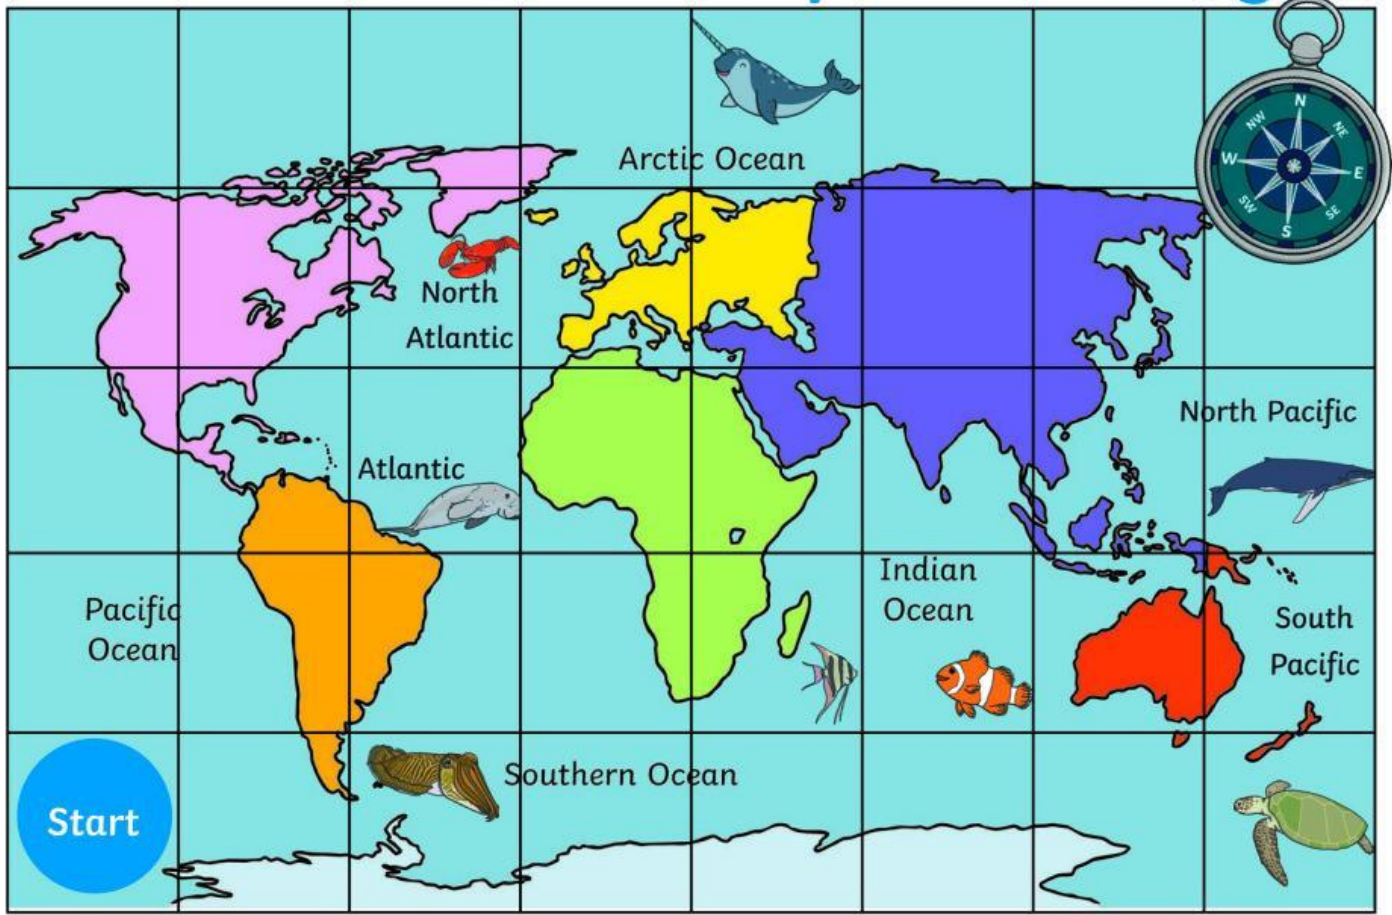 Arctic Ocean
N
NW
NE
W
E
SW
SE
S
North
Atlantic
North Pacific
Atlantic
Indian
Ocean
Pacific
Ocean
South
Pacific
Southern Ocean
Start